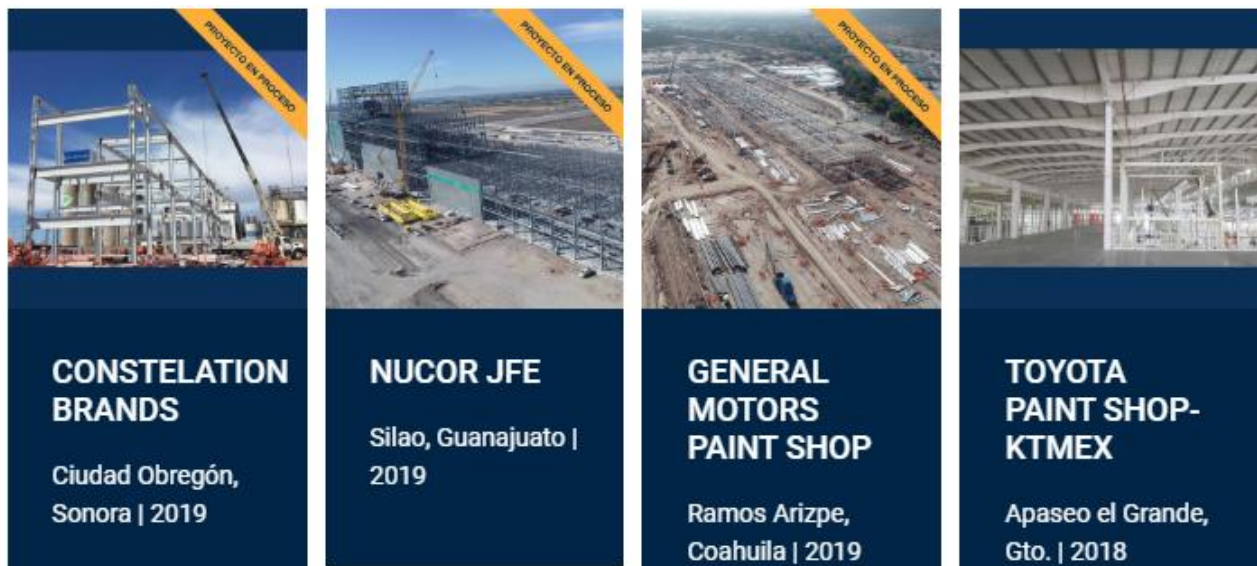 PROYECTO EN PROCESO
PROYECTO EN PROCESO
PROYECTO EN PROCESO
CONSTELATION
BRANDS
Ciudad Obregón,
Sonora | 2019
NUCOR JFE
Silao, Guanajuato |
2019
GENERAL
MOTORS
PAINT SHOP
Ramos Arizpe,
Coahuila | 2019
TOYOTA
PAINT SHOP-
KTMEX
Apaseo el Grande,
Gto. | 2018